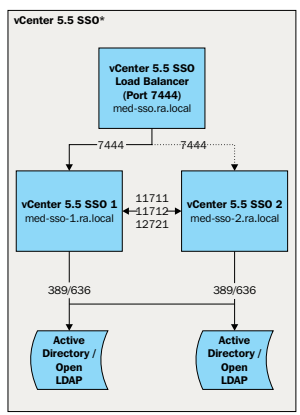 vCenter 5.5 SSO*
vCenter 5.5 SSO
Load Balancer
(Port 7444)
med-sso.ra.local
7444
7444
vCenter 5.5 SSO 1
med-sso-1.ra.local
11711
11712
12721
vCenter 5.5 SSO 2
med-sso-2.ra.local
389/636
389/636
Active
Directory /
Open
LDAP
Active
Directory /
Open
LDAP